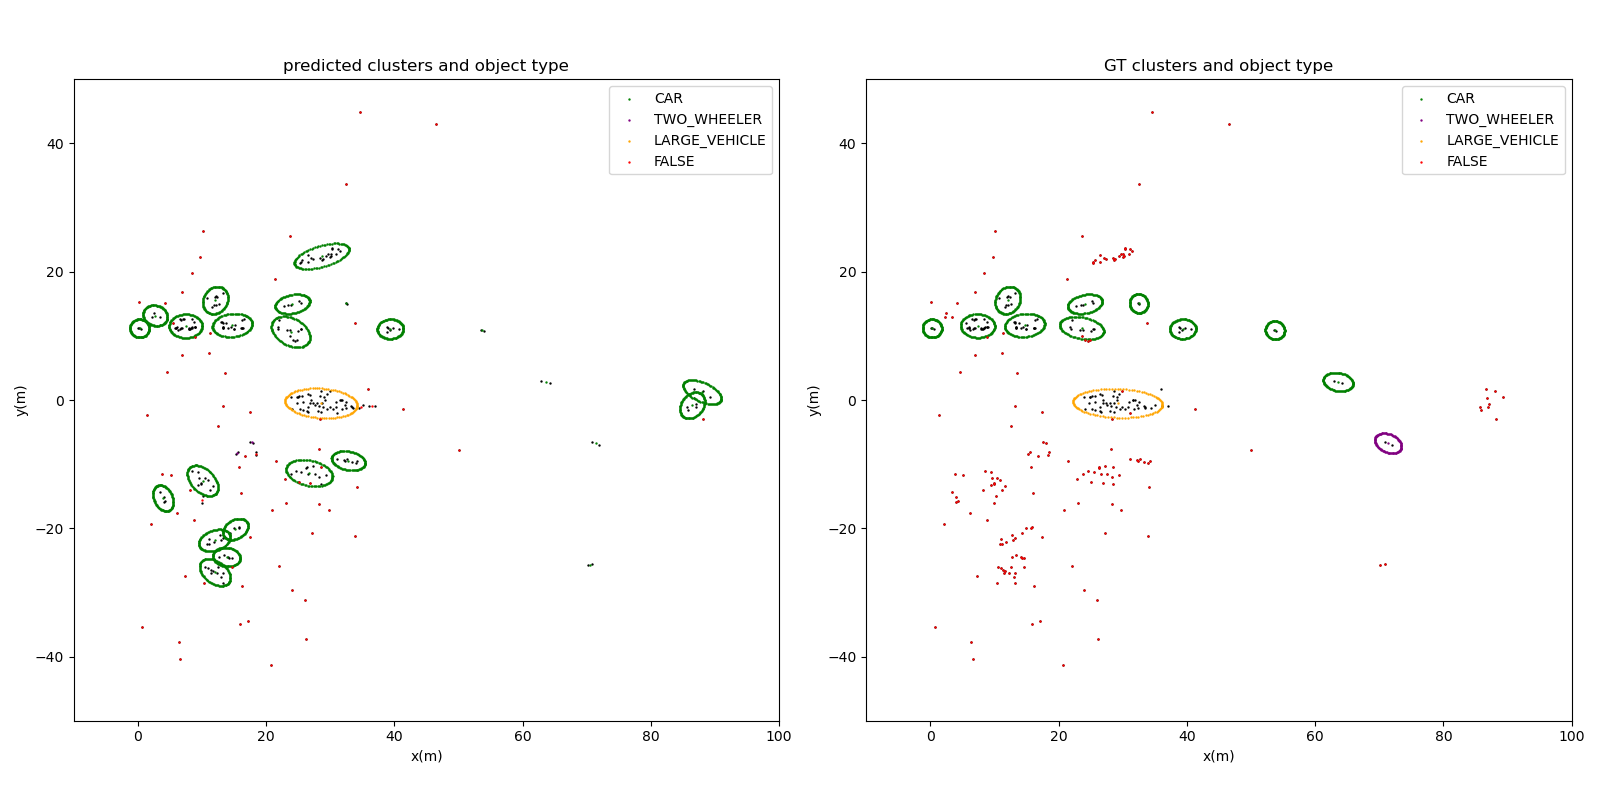 predicted clusters and object type
CAR
TWO_WHEELER
LARGE_VEHICLE
FALSE
40
20
0
−20
−40
y(m)
0
20
40
60
80
100
x(m)
GT clusters and object type
CAR
TWO_WHEELER
LARGE_VEHICLE
FALSE
40
20
0
−20
−40
y(m)
0
20
40
60
80
100
x(m)